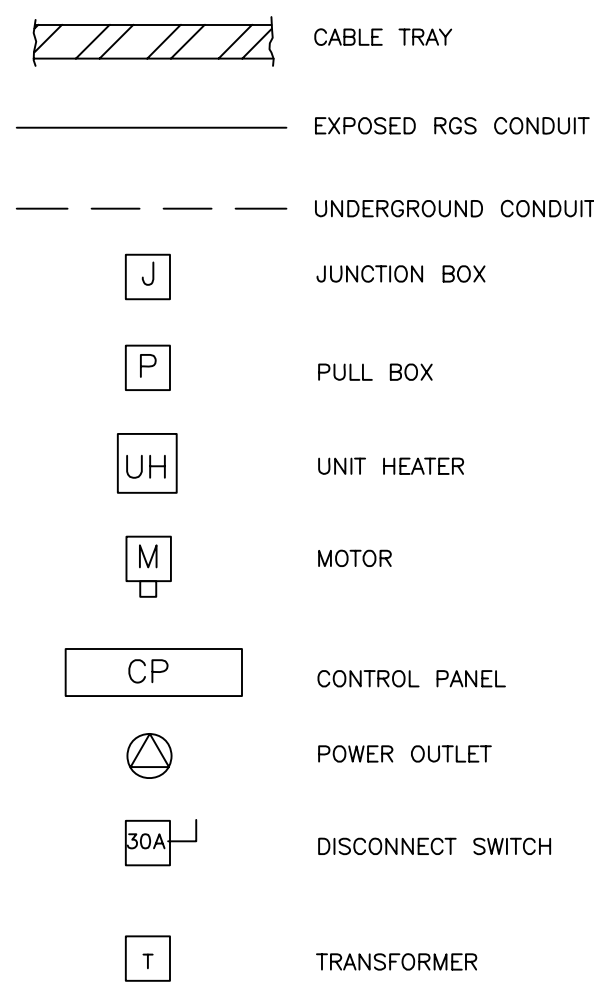 CABLE TRAY
EXPOSED RGS CONDUIT
UNDERGROUND CONDUIT
J JUNCTION BOX
P PULL BOX
UH UNIT HEATER
M MOTOR
CP CONTROL PANEL
POWER OUTLET
30A DISCONNECT SWITCH
T TRANSFORMER